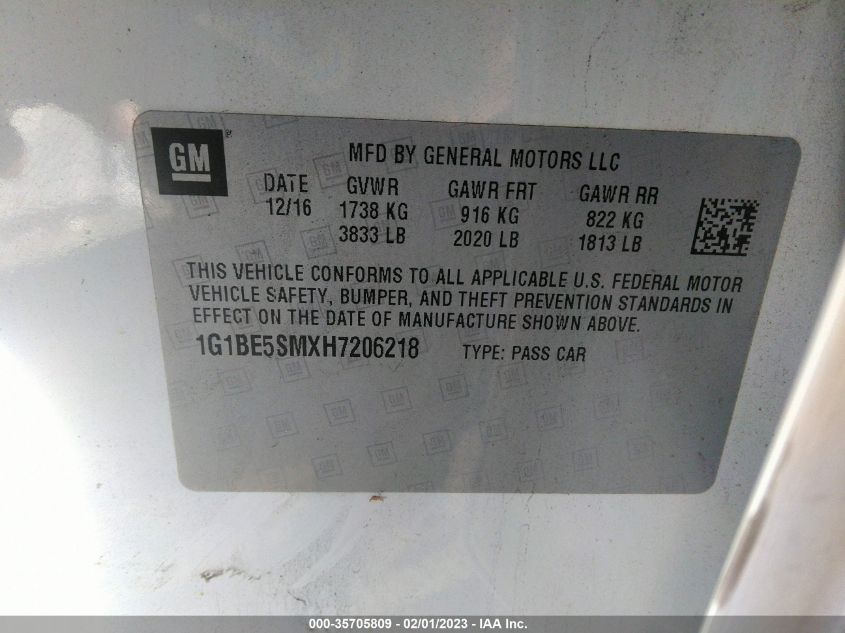 GM
MFD BY GENERAL MOTORS LLC
DATE GVWR GAWR FRT GAWR RR
12/16 1738 KG 916 KG 822 KG
3833 LB 2020 LB 1813 LB
THIS VEHICLE CONFORMS TO ALL APPLICABLE U.S. FEDERAL MOTOR
VEHICLE SAFETY, BUMPER, AND THEFT PREVENTION STANDARDS IN
EFFECT ON THE DATE OF MANUFACTURE SHOWN ABOVE.
1G1BE5SMXH7206218 TYPE: PASS CAR
000-35705809 - 02/01/2023 - IAA Inc.